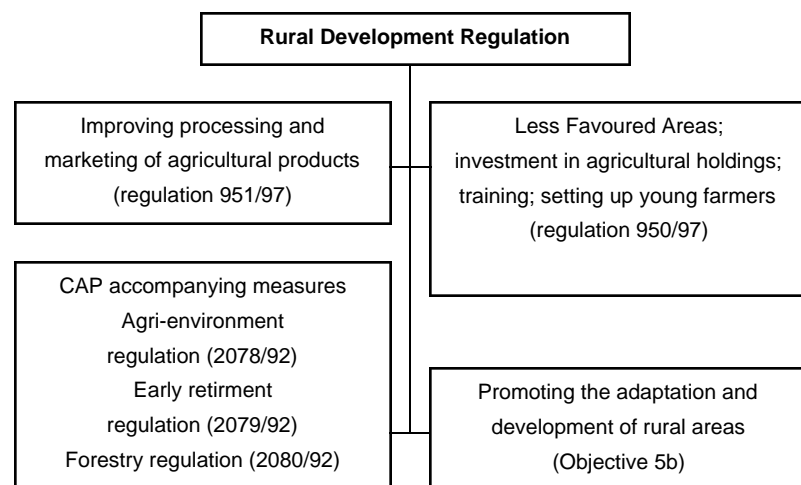 Rural Development Regulation
Improving processing and
marketing of agricultural products
(regulation 951/97)
Less Favoured Areas;
investment in agricultural holdings;
training; setting up young farmers
(regulation 950/97)
CAP accompanying measures
Agri-environment
regulation (2078/92)
Early retirment
regulation (2079/92)
Forestry regulation (2080/92)
Promoting the adaptation and
development of rural areas
(Objective 5b)